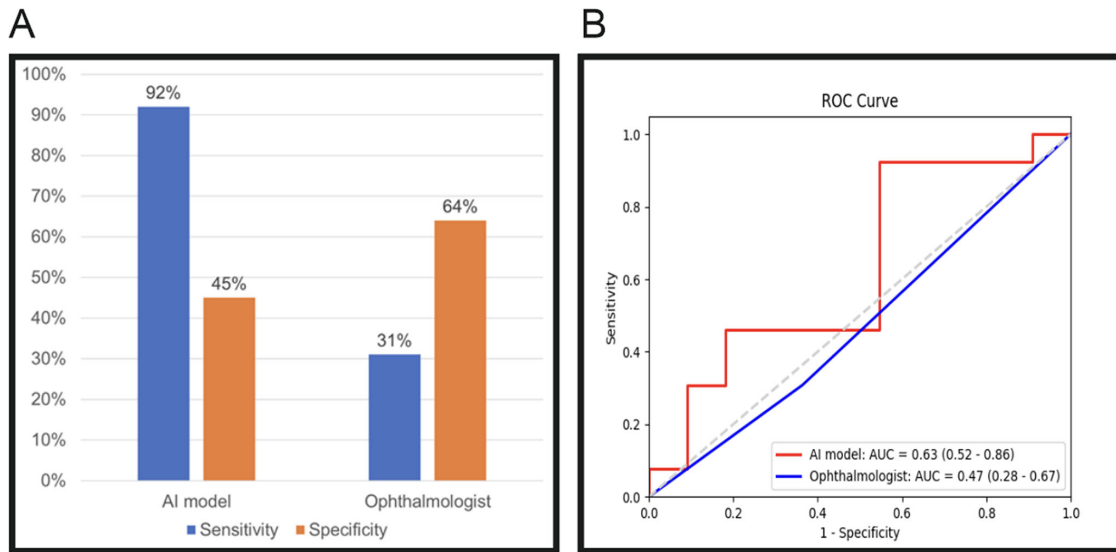 A
100%
90%
80%
70%
60%
50%
40%
30%
20%
10%
0%
92%
45%
31%
64%
AI model Ophthalmologist
Sensitivity Specificity
B
ROC Curve
Sensitivity
1.0
0.8
0.6
0.4
0.2
0.0
AI model: AUC = 0.63 (0.52 - 0.86)
Ophthalmologist: AUC = 0.47 (0.28 - 0.67)
0.0 0.2 0.4 0.6 0.8 1.0
1 - Specificity